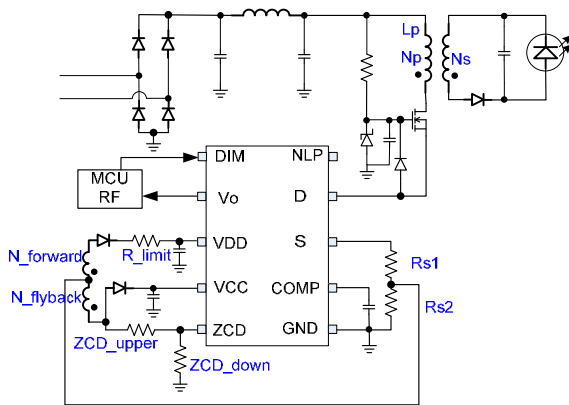 Lp
Np
Ns
DIM
NLP
MCU
RF
Vo
D
VDD
S
N_forward
R_limit
Rs1
N_flyback
VCC
COMP
Rs2
ZCD
GND
ZCD_upper
ZCD_down